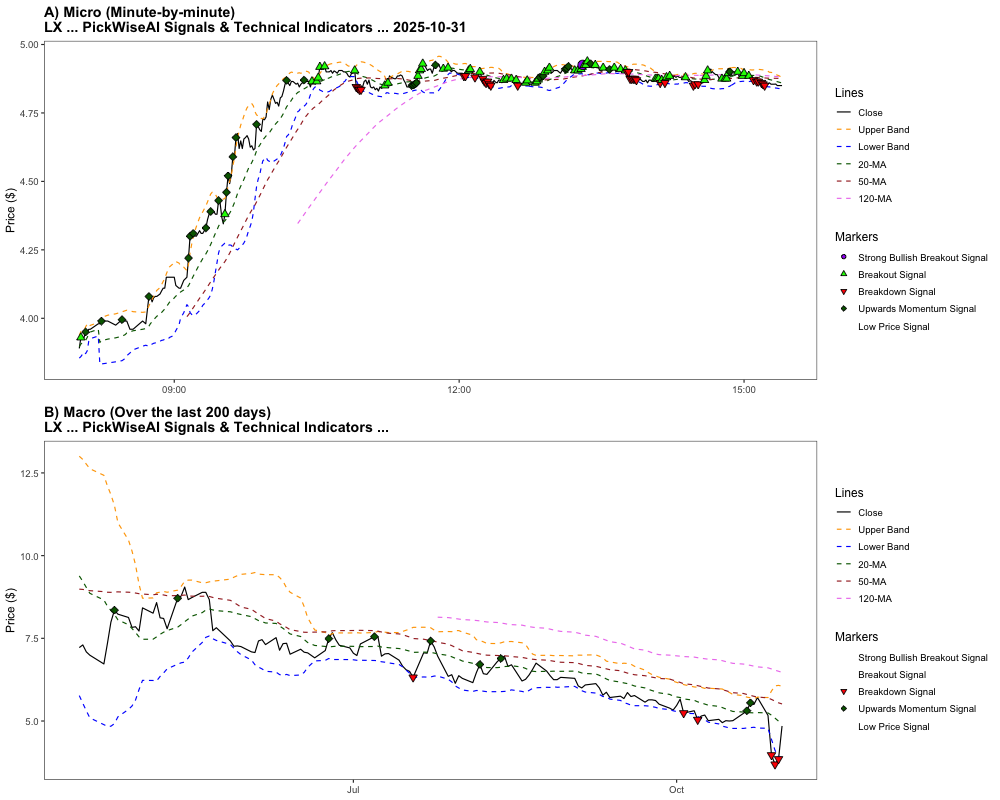 A) Micro (Minute-by-minute)
LX ... PickWiseAI Signals & Technical Indicators ... 2025-10-31
5.00
4.75
4.50
4.25
4.00
Price ($)
09:00
12:00
15:00
Lines
Close
Upper Band
Lower Band
20-MA
50-MA
120-MA
Markers
Strong Bullish Breakout Signal
Breakout Signal
Breakdown Signal
Upwards Momentum Signal
Low Price Signal
B) Macro (Over the last 200 days)
LX ... PickWiseAI Signals & Technical Indicators ...
12.5
10.0
7.5
5.0
Price ($)
Jul
Oct
Lines
Close
Upper Band
Lower Band
20-MA
50-MA
120-MA
Markers
Strong Bullish Breakout Signal
Breakout Signal
Breakdown Signal
Upwards Momentum Signal
Low Price Signal